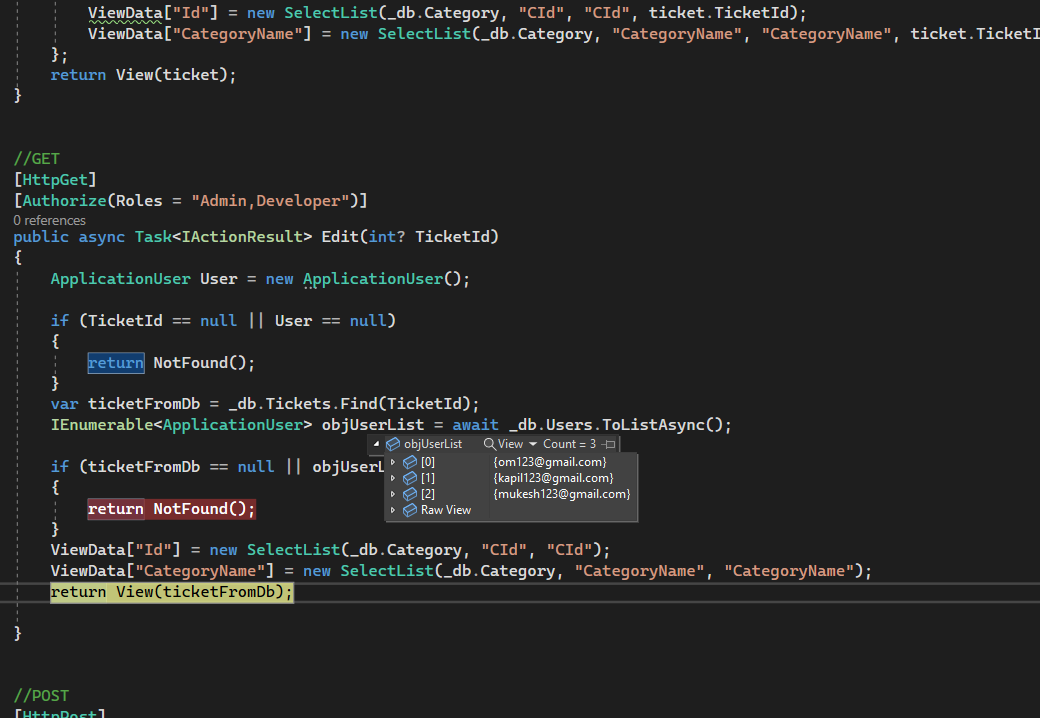 ViewData["Id"] = new SelectList(_db.Category, "CId", "CId", ticket.TicketId);
ViewData["CategoryName"] = new SelectList(_db.Category, "CategoryName", "CategoryName", ticket.TicketI
};
return View(ticket);
}
//GET
[HttpGet]
[Authorize(Roles = "Admin,Developer")]
0 references
public async Task<IActionResult> Edit(int? TicketId)
{
ApplicationUser User = new ApplicationUser();
if (TicketId == null || User == null)
{
return NotFound();
}
var ticketFromDb = _db.Tickets.Find(TicketId);
IEnumerable<ApplicationUser> objUserList = await _db.Users.ToListAsync();
objUserList View Count = 3
[0] {om123@gmail.com}
if (ticketFromDb == null || objUserL
[1] {kapil123@gmail.com}
{
[2] {mukesh123@gmail.com}
return NotFound();
Raw View
}
ViewData["Id"] = new SelectList(_db.Category, "CId", "CId");
ViewData["CategoryName"] = new SelectList(_db.Category, "CategoryName", "CategoryName");
return View(ticketFromDb);
}
//POST
[HttpPost]